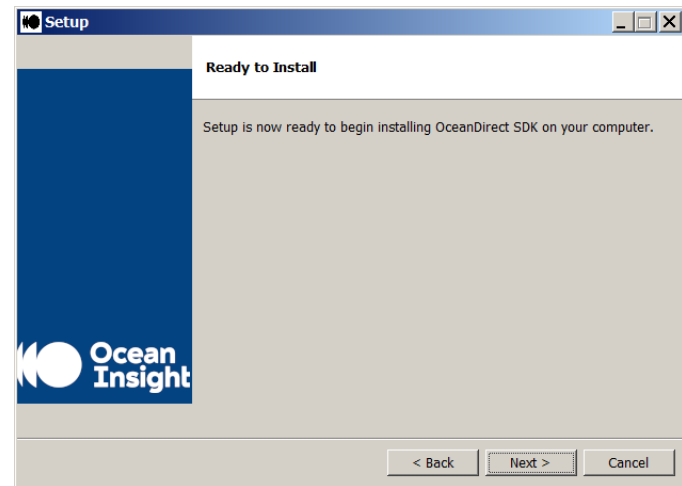 Setup
Ready to Install
Setup is now ready to begin installing OceanDirect SDK on your computer.
Ocean
Insight
< Back
Next >
Cancel